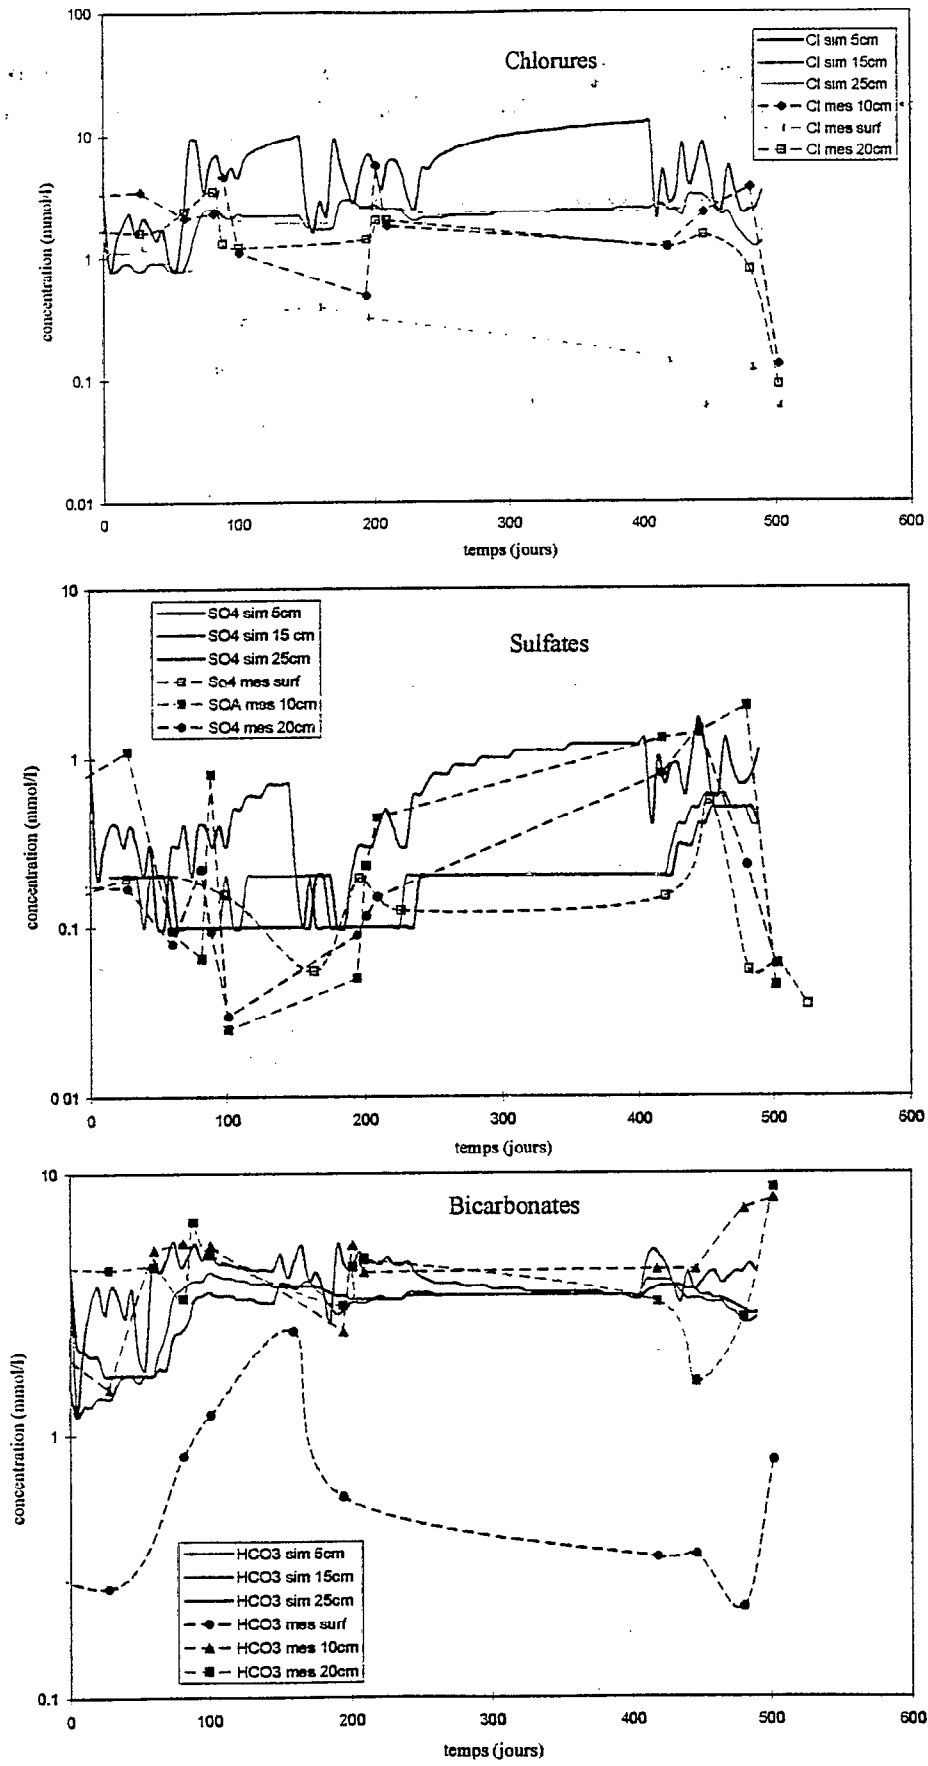 100
10
1
0.1
0.01
concentration (mmol/l)
Chlorures
Cl sim 5cm
Cl sim 15cm
Cl sim 25cm
Cl mes 10cm
Cl mes surf
Cl mes 20cm
0 100 200 300 400 500 600
temps (jours)
10
1
0.1
0 01
concentration (mmol/l)
SO4 sim 5cm
SO4 sim 15 cm
SO4 sim 25cm
So4 mes surf
SOA mes 10cm
SO4 mes 20cm
Sulfates
0 100 200 300 400 500 600
temps (jours)
10
1
0.1
concentration (mmol/l)
Bicarbonates
HCO3 sim 5cm
HCO3 sim 15cm
HCO3 sim 25cm
HCO3 mes surf
HCO3 mes 10cm
HCO3 mes 20cm
0 100 200 300 400 500 600
temps (jours)